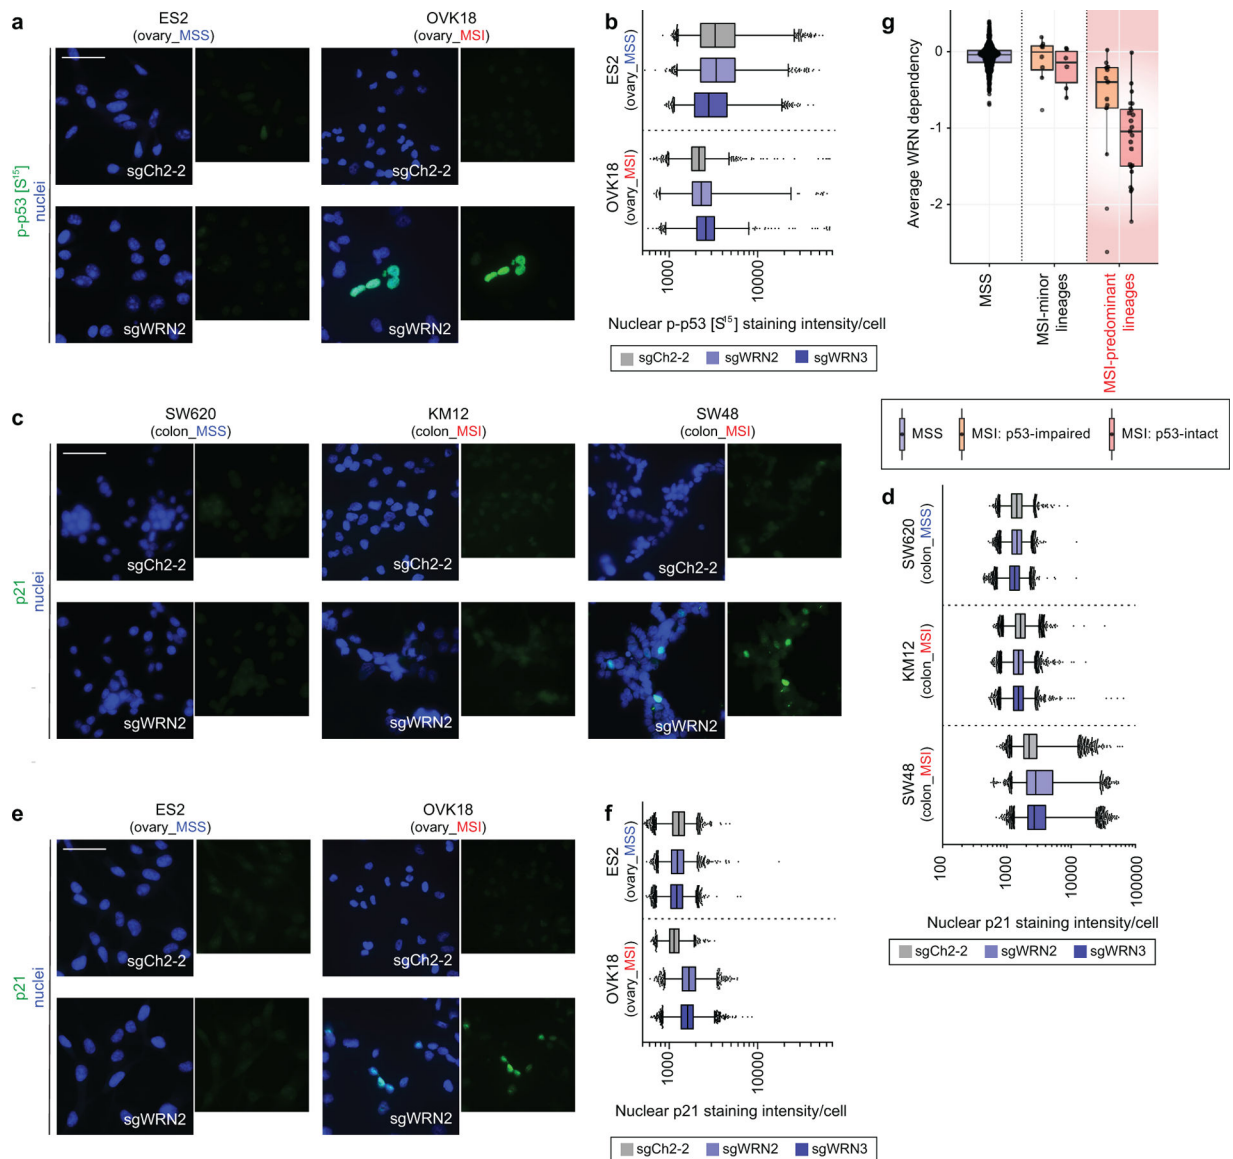 a
ES2
(ovary_MSS)
OVK18
(ovary_MSI)
p-p53 [S15]
nuclei
sgCh2-2
sgCh2-2
sgWRN2
sgWRN2
b
ES2
(ovary_MSS)
OVK18
(ovary_MSI)
1000
10000
Nuclear p-p53 [S15] staining intensity/cell
sgCh2-2
sgWRN2
sgWRN3
g
Average WRN dependency
0
-1
-2
MSS
MSI-minor
lineages
MSI-predominant
lineages
MSS
MSI: p53-impaired
MSI: p53-intact
c
SW620
(colon_MSS)
KM12
(colon_MSI)
SW48
(colon_MSI)
p21
nuclei
sgCh2-2
sgCh2-2
sgCh2-2
sgWRN2
sgWRN2
sgWRN2
d
SW620
(colon_MSS)
KM12
(colon_MSI)
SW48
(colon_MSI)
100
1000
10000
100000
Nuclear p21 staining intensity/cell
sgCh2-2
sgWRN2
sgWRN3
e
ES2
(ovary_MSS)
OVK18
(ovary_MSI)
p21
nuclei
sgCh2-2
sgCh2-2
sgWRN2
sgWRN2
f
ES2
(ovary_MSS)
OVK18
(ovary_MSI)
1000
10000
Nuclear p21 staining intensity/cell
sgCh2-2
sgWRN2
sgWRN3